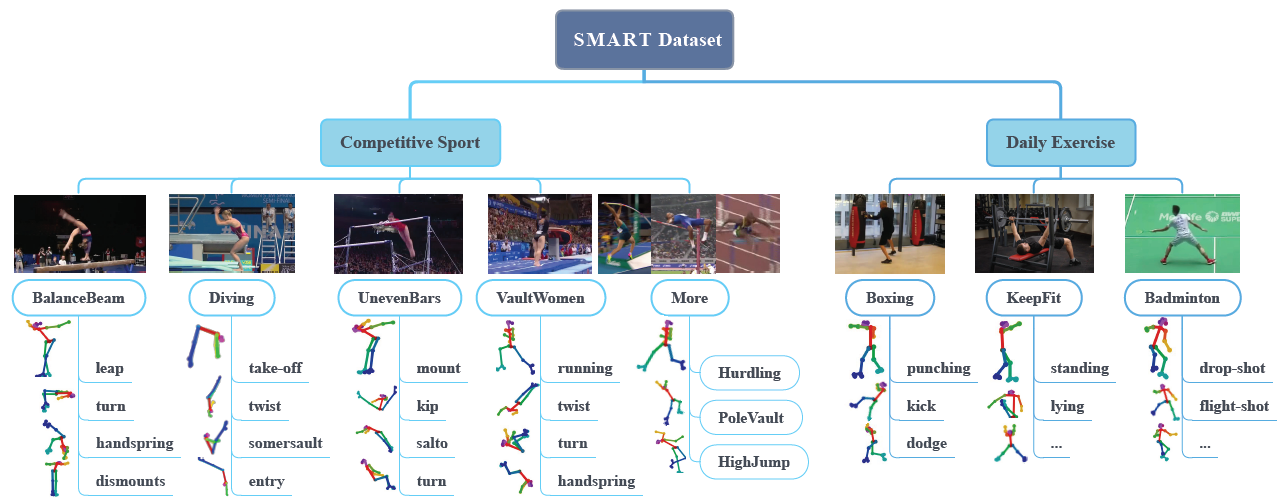 SMART Dataset
Competitive Sport
Daily Exercise
BalanceBeam
Diving
UnevenBars
VaultWomen
More
Boxing
KeepFit
Badminton
leap
turn
handspring
dismounts
take-off
twist
somersault
entry
mount
kip
salto
turn
running
twist
turn
handspring
Hurdling
PoleVault
HighJump
punching
kick
dodge
standing
lying
...
drop-shot
flight-shot
...